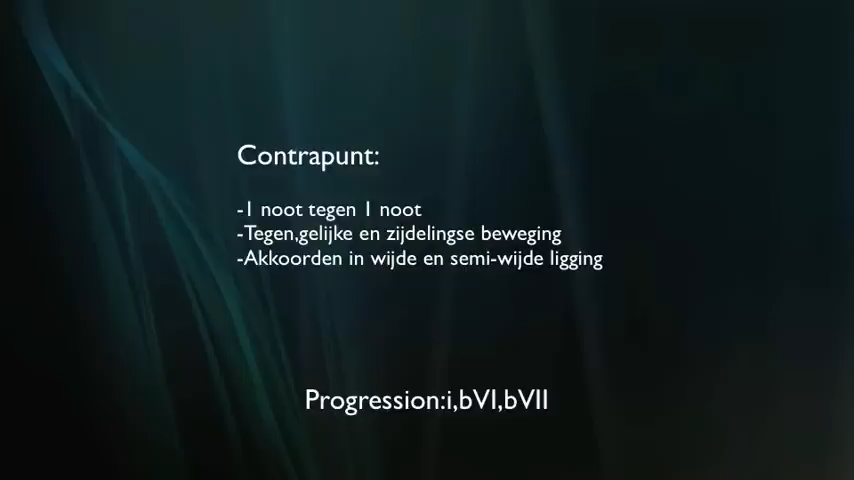 Contrapunt:
-1 noot tegen 1 noot
-Tegen,gelijke en zijdelingse beweging
-Akkoorden in wijde en semi-wijde ligging
Progression:i,bVI,bVII